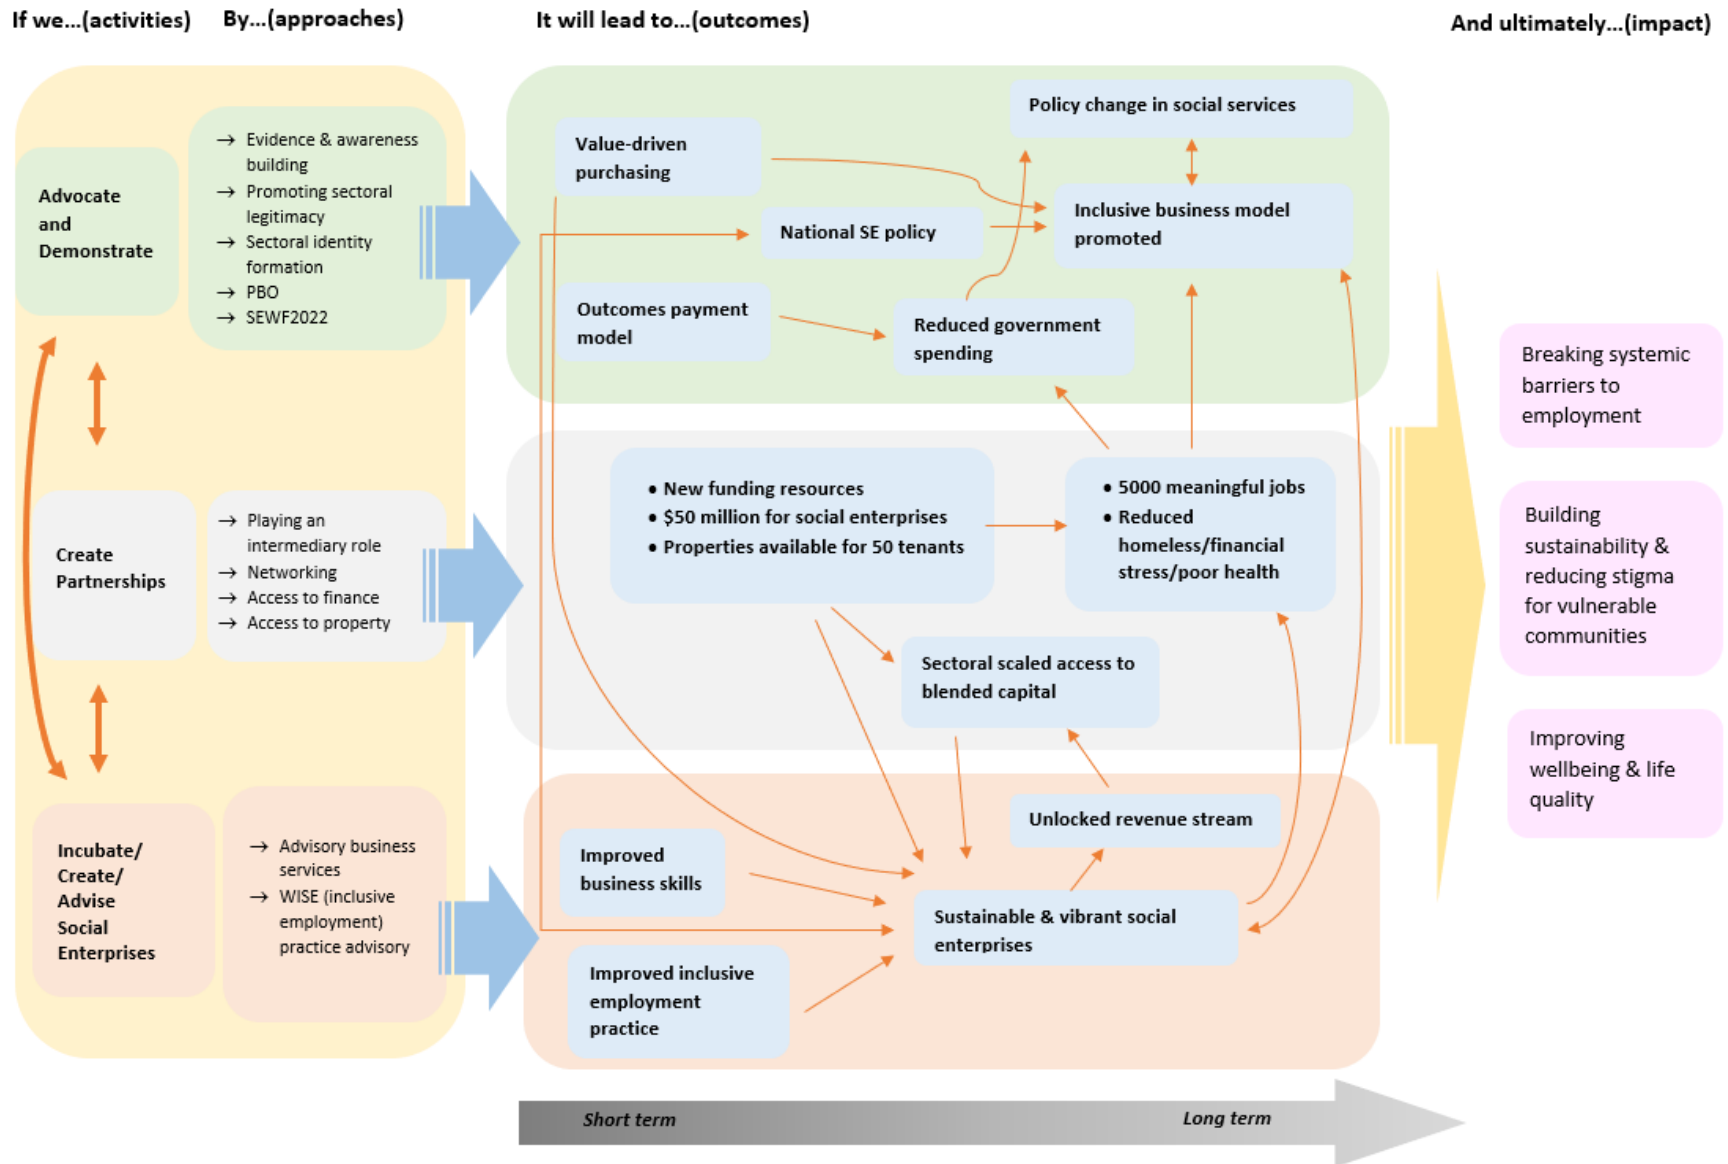 If we...(activities)
By...(approaches)
It will lead to...(outcomes)
And ultimately...(impact)
Advocate
and
Demonstrate
→ Evidence & awareness
building
→ Promoting sectoral
legitimacy
→ Sectoral identity
formation
→ PBO
→ SEWF2022
Value-driven
purchasing
Policy change in social services
National SE policy
Inclusive business model
promoted
Outcomes payment
model
Reduced government
spending
Create
Partnerships
→ Playing an
intermediary role
→ Networking
→ Access to finance
→ Access to property
• New funding resources
• $50 million for social enterprises
• Properties available for 50 tenants
• 5000 meaningful jobs
• Reduced
homeless/financial
stress/poor health
Sectoral scaled access to
blended capital
Incubate/
Create/
Advise
Social
Enterprises
→ Advisory business
services
→ WISE (inclusive
employment)
practice advisory
Improved
business skills
Unlocked revenue stream
Sustainable & vibrant social
enterprises
Improved inclusive
employment
practice
Breaking systemic
barriers to
employment
Building
sustainability &
reducing stigma
for vulnerable
communities
Improving
wellbeing & life
quality
Short term
Long term